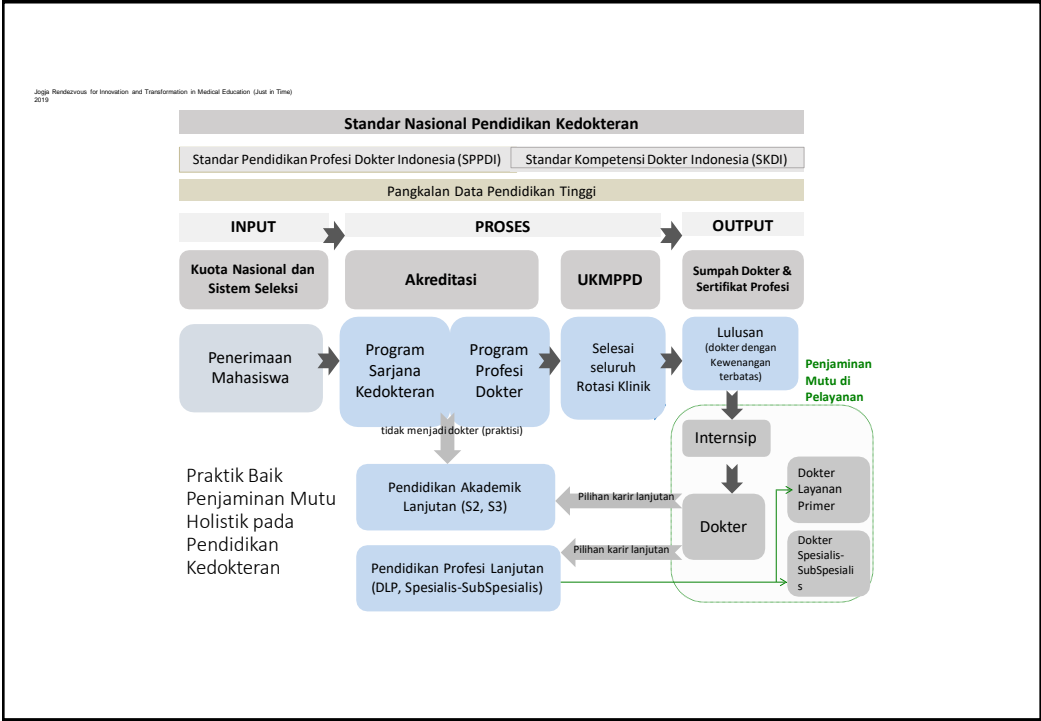 Jogja Rendezvous for Innovation and Transformation in Medical Education (Just in Time)
2019
Standar Nasional Pendidikan Kedokteran
Standar Pendidikan Profesi Dokter Indonesia (SPPDI)
Standar Kompetensi Dokter Indonesia (SKDI)
Pangkalan Data Pendidikan Tinggi
INPUT
PROSES
OUTPUT
Kuota Nasional dan
Sistem Seleksi
Akreditasi
UKMPPD
Sumpah Dokter &
Sertifikat Profesi
Penerimaan
Mahasiswa
Program
Sarjana
Kedokteran
Program
Profesi
Dokter
Selesai
seluruh
Rotasi Klinik
Lulusan
(dokter dengan
Kewenangan
terbatas)
Penjaminan
Mutu di
Pelayanan
tidak menjadi dokter (praktisi)
Internsip
Praktik Baik
Penjaminan Mutu
Holistik pada
Pendidikan
Kedokteran
Pendidikan Akademik
Lanjutan (S2, S3)
Pilihan karir lanjutan
Dokter
Dokter
Layanan
Primer
Pendidikan Profesi Lanjutan
(DLP, Spesialis-SubSpesialis)
Pilihan karir lanjutan
Dokter
Spesialis-
SubSpesiali
s